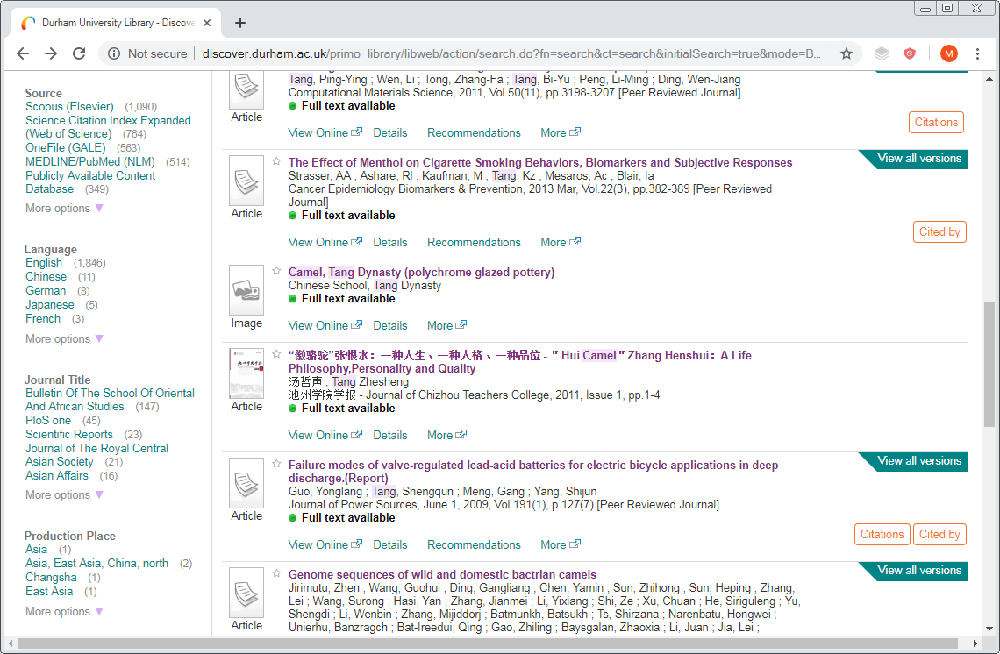 Durham University Library - Discove
Not secure
discover.durham.ac.uk/primo_library/libweb/action/search.do?fn=search&ct=search&initialSearch=true&mode=B...
M
Source
Scopus (Elsevier) (1,090)
Science Citation Index Expanded
(Web of Science) (764)
OneFile (GALE) (563)
MEDLINE/PubMed (NLM) (514)
Publicly Available Content
Database (349)
More options
Language
English (1,846)
Chinese (11)
German (8)
Japanese (5)
French (3)
More options
Journal Title
Bulletin Of The School Of Oriental
And African Studies (147)
PloS one (45)
Scientific Reports (23)
Journal of The Royal Central
Asian Society (21)
Asian Affairs (16)
More options
Production Place
Asia (1)
Asia, East Asia, China, north (2)
Changsha (1)
East Asia (1)
More options
Article
Tang, Ping-Ying ; Wen, Li ; Tong, Zhang-Fa ; Tang, Bi-Yu ; Peng, Li-Ming ; Ding, Wen-Jiang
Computational Materials Science, 2011, Vol.50(11), pp.3198-3207 [Peer Reviewed Journal]
Full text available
Citations
View Online Details Recommendations More
Article
View all versions
The Effect of Menthol on Cigarette Smoking Behaviors, Biomarkers and Subjective Responses
Strasser, AA ; Ashare, Rl ; Kaufman, M ; Tang, Kz ; Mesaros, Ac ; Blair, Ia
Cancer Epidemiology Biomarkers & Prevention, 2013 Mar, Vol.22(3), pp.382-389 [Peer Reviewed
Journal]
Full text available
Cited by
View Online Details Recommendations More
Image
Camel, Tang Dynasty (polychrome glazed pottery)
Chinese School, Tang Dynasty
Full text available
View Online Details More
Article
“徽骆驼”张恨水：一种人生、一种人格、一种品位 - ＂Hui Camel＂Zhang Henshui：A Life
Philosophy,Personality and Quality
汤哲声 ; Tang Zhesheng
池州学院学报 - Journal of Chizhou Teachers College, 2011, Issue 1, pp.1-4
Full text available
View Online Details More
Article
View all versions
Failure modes of valve-regulated lead-acid batteries for electric bicycle applications in deep
discharge.(Report)
Guo, Yonglang ; Tang, Shengqun ; Meng, Gang ; Yang, Shijun
Journal of Power Sources, June 1, 2009, Vol.191(1), p.127(7) [Peer Reviewed Journal]
Full text available
Citations Cited by
View Online Details Recommendations More
Article
View all versions
Genome sequences of wild and domestic bactrian camels
Jirimutu, Zhen ; Wang, Guohui ; Ding, Gangliang ; Chen, Yamin ; Sun, Zhihong ; Sun, Heping ; Zhang,
Lei ; Wang, Surong ; Hasi, Yan ; Zhang, Jianmei ; Li, Yixiang ; Shi, Ze ; Xu, Chuan ; He, Siriguleng ; Yu,
Shengdi ; Li, Wenbin ; Zhang, Mijiddorj ; Batmunkh, Batsukh ; Ts, Shirzana ; Narenbatu, Hongwei ;
Unierhu, Banzragch ; Bat-Ireedui, Qing ; Gao, Zhiling ; Baysgalan, Zhaoxia ; Li, Juan ; Jia, Lei ;